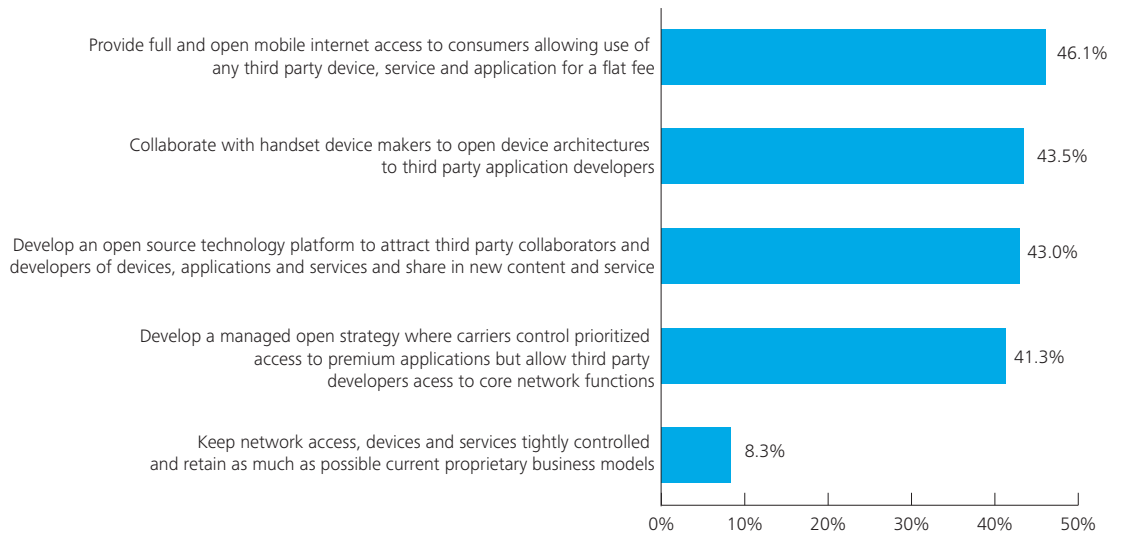 Provide full and open mobile internet access to consumers allowing use of
any third party device, service and application for a flat fee
46.1%
Collaborate with handset device makers to open device architectures
to third party application developers
43.5%
Develop an open source technology platform to attract third party collaborators and
developers of devices, applications and services and share in new content and service
43.0%
Develop a managed open strategy where carriers control prioritized
access to premium applications but allow third party
developers acess to core network functions
41.3%
Keep network access, devices and services tightly controlled
and retain as much as possible current proprietary business models
8.3%
0% 10% 20% 30% 40% 50%